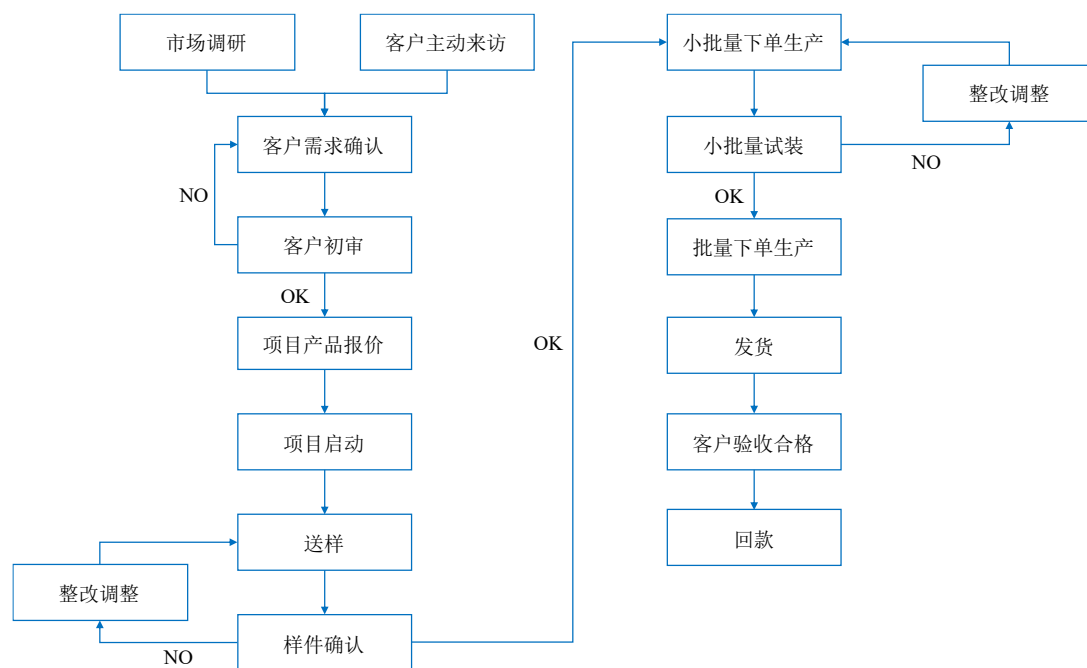 市场调研
客户主动来访
客户需求确认
NO
客户初审
OK
项目产品报价
项目启动
送样
整改调整
样件确认
NO
OK
小批量下单生产
整改调整
小批量试装
NO
OK
批量下单生产
发货
客户验收合格
回款